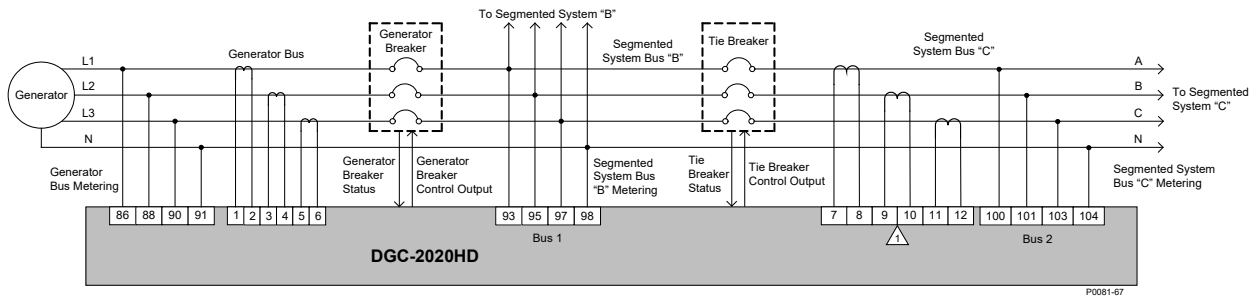 To Segmented System “B”
Generator
Breaker
Generator Bus
Segmented
System Bus “B”
Tie Breaker
Segmented
System Bus “C”
L1
A
Generator
L2
B
To Segmented
System “C”
L3
C
N
N
Generator
Bus Metering
Generator
Breaker
Status
Generator
Breaker
Control Output
Segmented
System Bus
“B” Metering
Tie
Breaker
Status
Tie Breaker
Control Output
Segmented System
Bus “C” Metering
86 88 90 91 1 2 3 4 5 6 93 95 97 98 7 8 9 10 11 12 100 101 103 104
Bus 1
1
Bus 2
DGC-2020HD
P0081-67